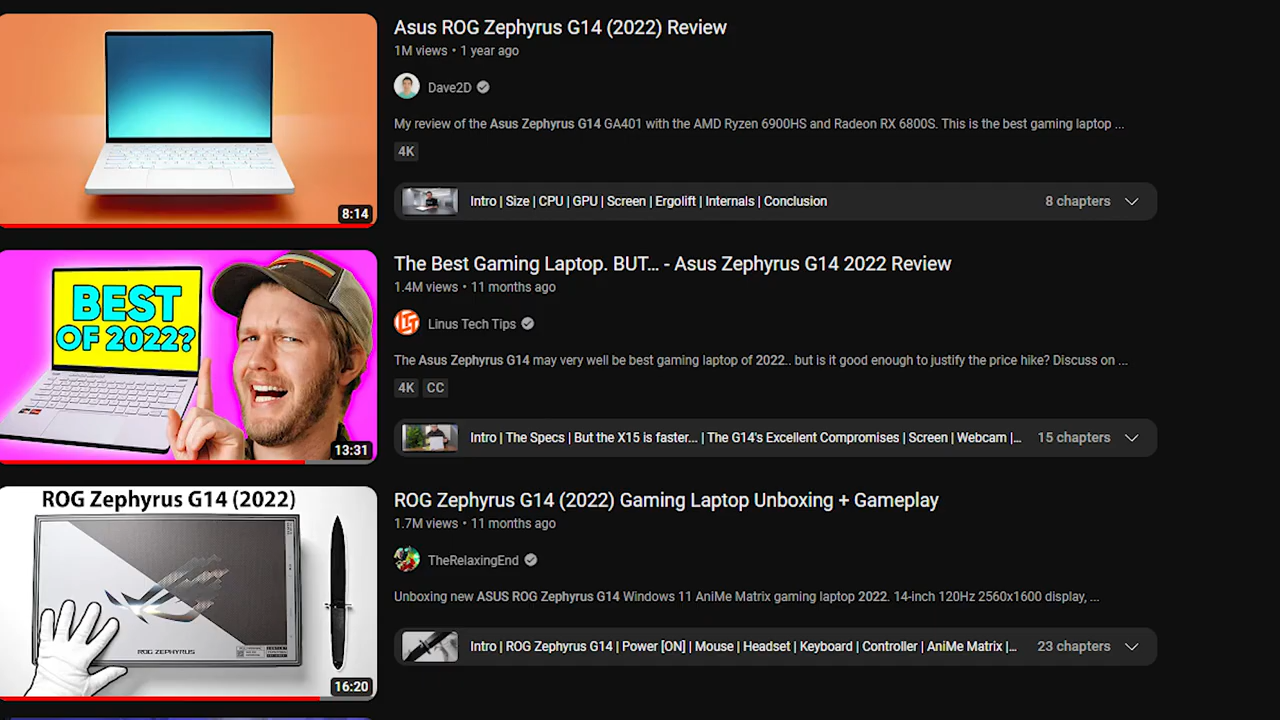 Asus ROG Zephyrus G14 (2022) Review
1M views • 1 year ago
Dave2D
My review of the Asus Zephyrus G14 GA401 with the AMD Ryzen 6900HS and Radeon RX 6800S. This is the best gaming laptop ...
4K
Intro | Size | CPU | GPU | Screen | Ergolift | Internals | Conclusion
8 chapters
8:14
BEST
OF 2022?
13:31
The Best Gaming Laptop. BUT... - Asus Zephyrus G14 2022 Review
1.4M views • 11 months ago
Linus Tech Tips
The Asus Zephyrus G14 may very well be best gaming laptop of 2022.. but is it good enough to justify the price hike? Discuss on ...
4K CC
Intro | The Specs | But the X15 is faster... | The G14's Excellent Compromises | Screen | Webcam |...
15 chapters
ROG Zephyrus G14 (2022)
ROG ZEPHYRUS
16:20
ROG Zephyrus G14 (2022) Gaming Laptop Unboxing + Gameplay
1.7M views • 11 months ago
TheRelaxingEnd
Unboxing new ASUS ROG Zephyrus G14 Windows 11 AniMe Matrix gaming laptop 2022. 14-inch 120Hz 2560x1600 display, ...
Intro | ROG Zephyrus G14 | Power [ON] | Mouse | Headset | Keyboard | Controller | AniMe Matrix |...
23 chapters